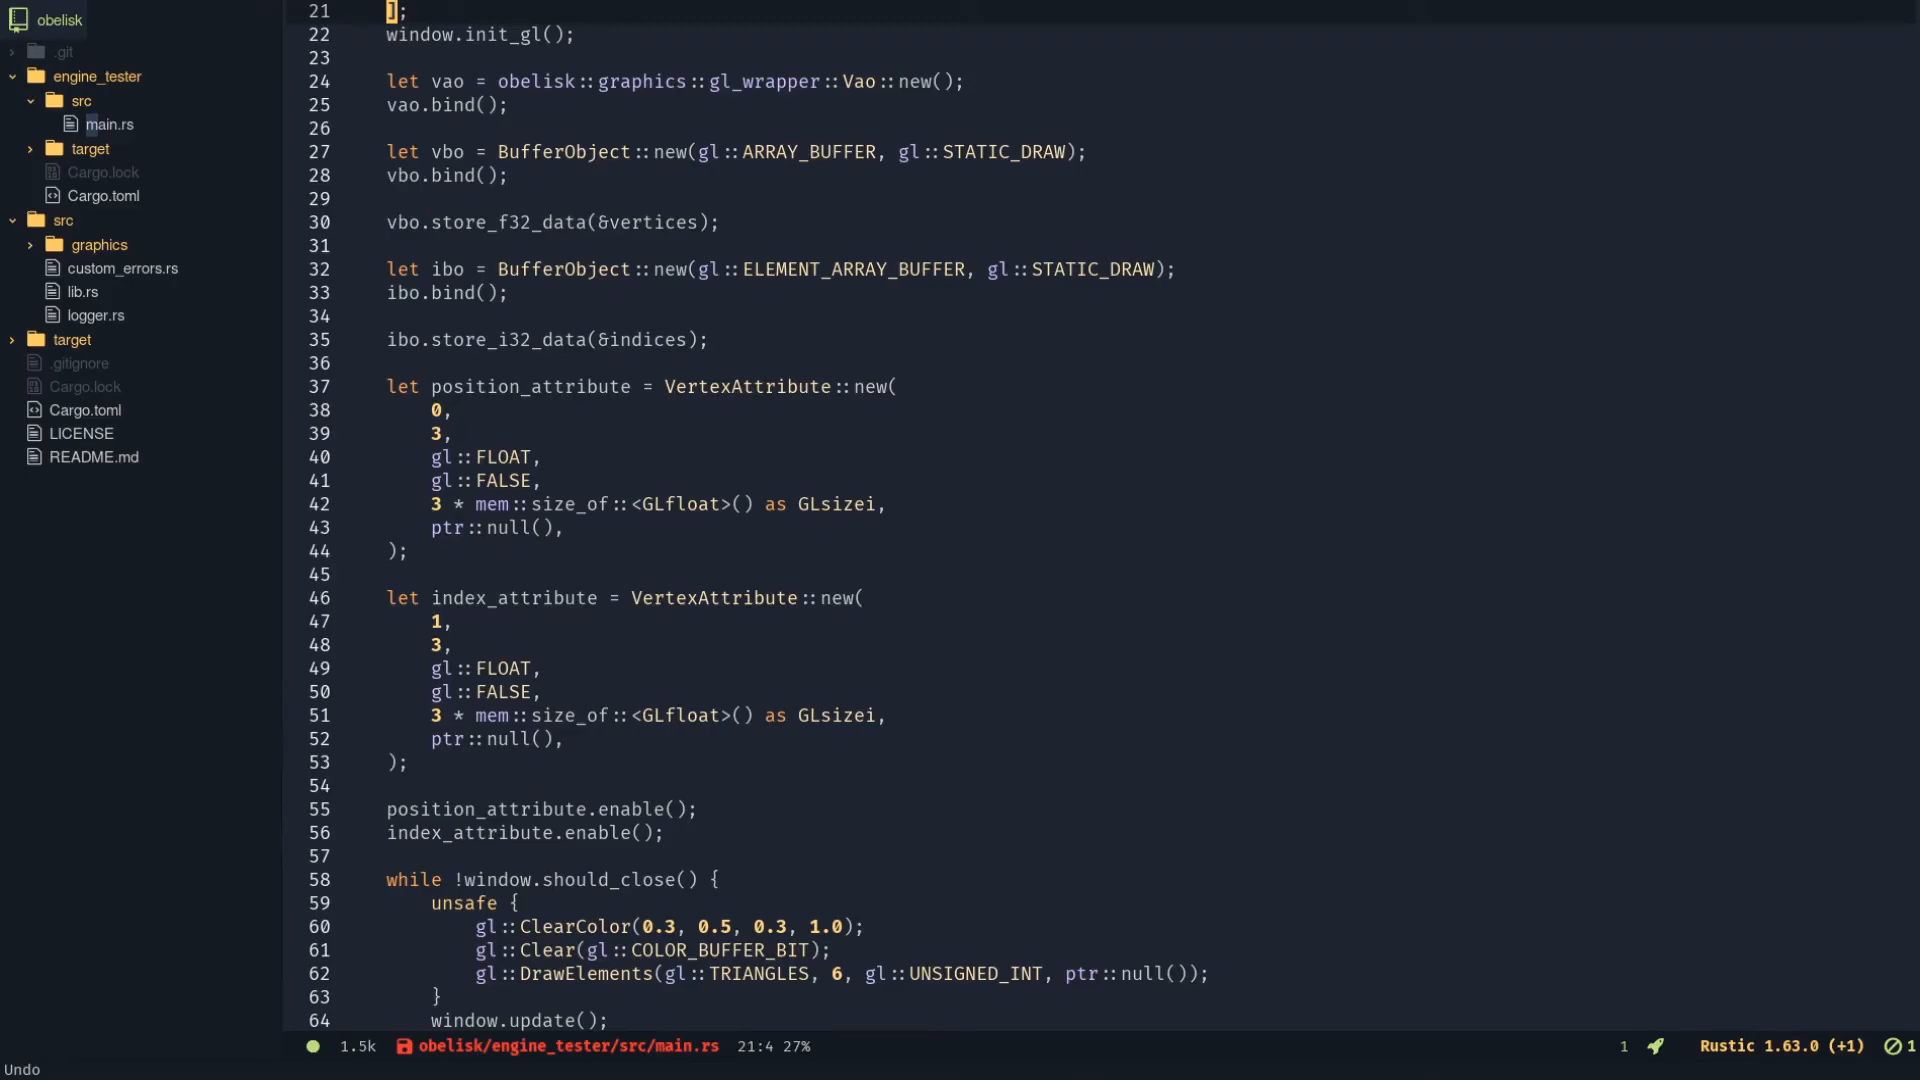 obelisk
.git
engine_tester
src
main.rs
target
Cargo.lock
Cargo.toml
src
graphics
custom_errors.rs
lib.rs
logger.rs
target
.gitignore
Cargo.lock
Cargo.toml
LICENSE
README.md
21 ];
22 window.init_gl();
23
24 let vao = obelisk::graphics::gl_wrapper::Vao::new();
25 vao.bind();
26
27 let vbo = BufferObject::new(gl::ARRAY_BUFFER, gl::STATIC_DRAW);
28 vbo.bind();
29
30 vbo.store_f32_data(&vertices);
31
32 let ibo = BufferObject::new(gl::ELEMENT_ARRAY_BUFFER, gl::STATIC_DRAW);
33 ibo.bind();
34
35 ibo.store_i32_data(&indices);
36
37 let position_attribute = VertexAttribute::new(
38 0,
39 3,
40 gl::FLOAT,
41 gl::FALSE,
42 3 * mem::size_of::<GLfloat>() as GLsizei,
43 ptr::null(),
44 );
45
46 let index_attribute = VertexAttribute::new(
47 1,
48 3,
49 gl::FLOAT,
50 gl::FALSE,
51 3 * mem::size_of::<GLfloat>() as GLsizei,
52 ptr::null(),
53 );
54
55 position_attribute.enable();
56 index_attribute.enable();
57
58 while !window.should_close() {
59 unsafe {
60 gl::ClearColor(0.3, 0.5, 0.3, 1.0);
61 gl::Clear(gl::COLOR_BUFFER_BIT);
62 gl::DrawElements(gl::TRIANGLES, 6, gl::UNSIGNED_INT, ptr::null());
63 }
64 window.update();
1.5k obelisk/engine_tester/src/main.rs 21:4 27% 1 Rustic 1.63.0 (+1) 1
Undo